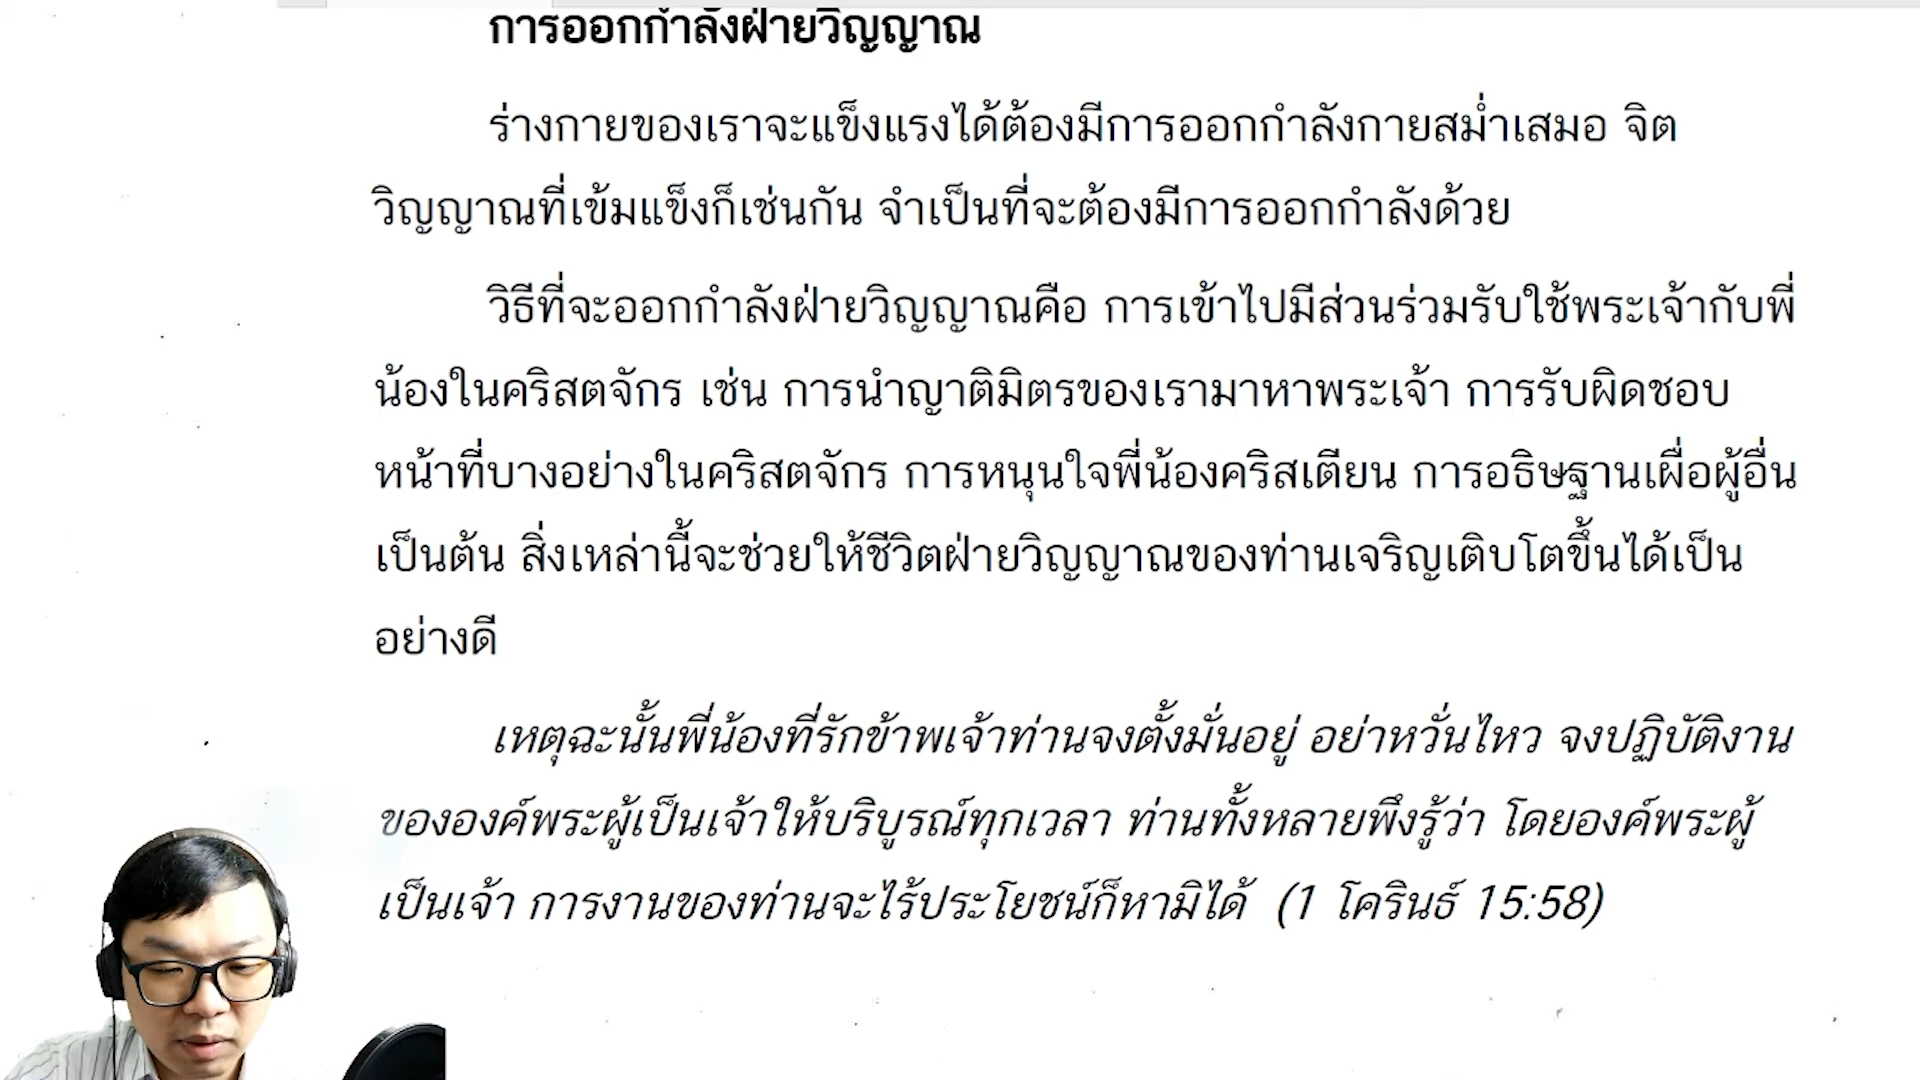 การออกกำลังฝ่ายวิญญาณ
ร่างกายของเราจะแข็งแรงได้ต้องมีการออกกำลังกายสม่ำเสมอ จิต
วิญญาณที่เข้มแข็งก็เช่นกัน จำเป็นที่จะต้องมีการออกกำลังด้วย
วิธีที่จะออกกำลังฝ่ายวิญญาณคือ การเข้าไปมีส่วนร่วมรับใช้พระเจ้ากับพี่
น้องในคริสตจักร เช่น การนำญาติมิตรของเรามาหาพระเจ้า การรับผิดชอบ
หน้าที่บางอย่างในคริสตจักร การหนุนใจพี่น้องคริสเตียน การอธิษฐานเผื่อผู้อื่น
เป็นต้น สิ่งเหล่านี้จะช่วยให้ชีวิตฝ่ายวิญญาณของท่านเจริญเติบโตขึ้นได้เป็น
อย่างดี
เหตุฉะนั้นพี่น้องที่รักข้าพเจ้าท่านจงตั้งมั่นอยู่ อย่าหวั่นไหว จงปฏิบัติงาน
ขององค์พระผู้เป็นเจ้าให้บริบูรณ์ทุกเวลา ท่านทั้งหลายพึงรู้ว่า โดยองค์พระผู้
เป็นเจ้า การงานของท่านจะไร้ประโยชน์ก็หามิได้ (1 โครินธ์ 15:58)